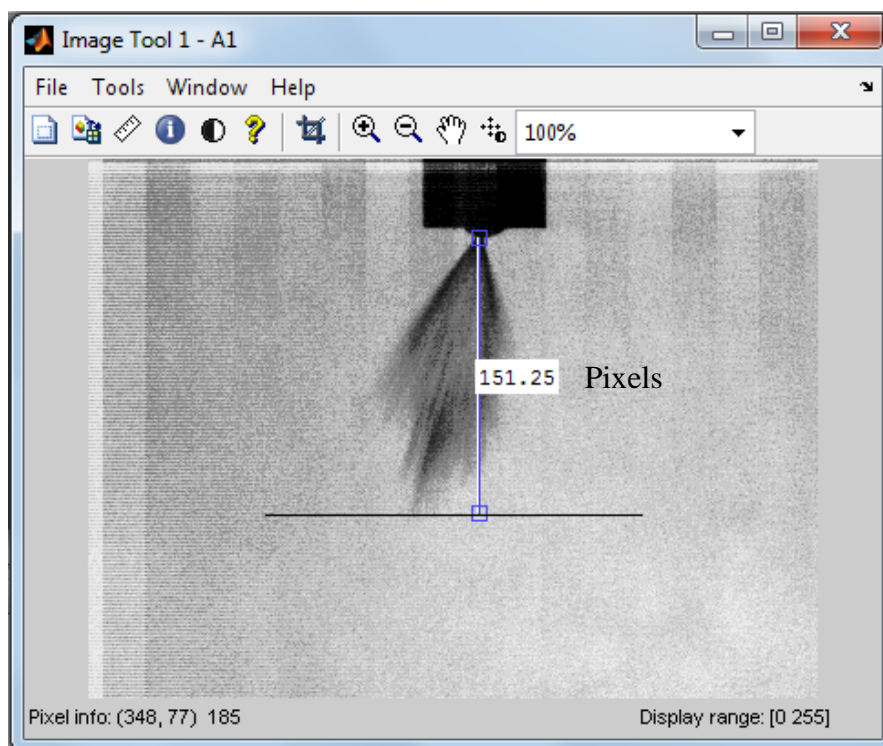 Image Tool 1 - A1
File Tools Window Help
100%
151.25 Pixels
Pixel info: (348, 77) 185 Display range: [0 255]